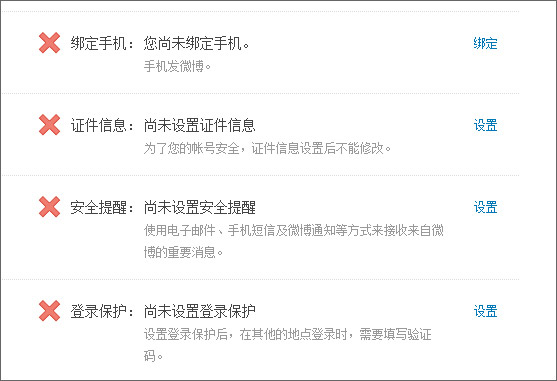 绑定手机： 您尚未绑定手机。 绑定
手机发微博。
证件信息： 尚未设置证件信息 设置
为了您的帐号安全，证件信息设置后不能修改。
安全提醒： 尚未设置安全提醒 设置
使用电子邮件、手机短信及微博通知等方式来接收来自微
博的重要消息。
登录保护： 尚未设置登录保护 设置
设置登录保护后，在其他的地点登录时，需要填写验证
码。